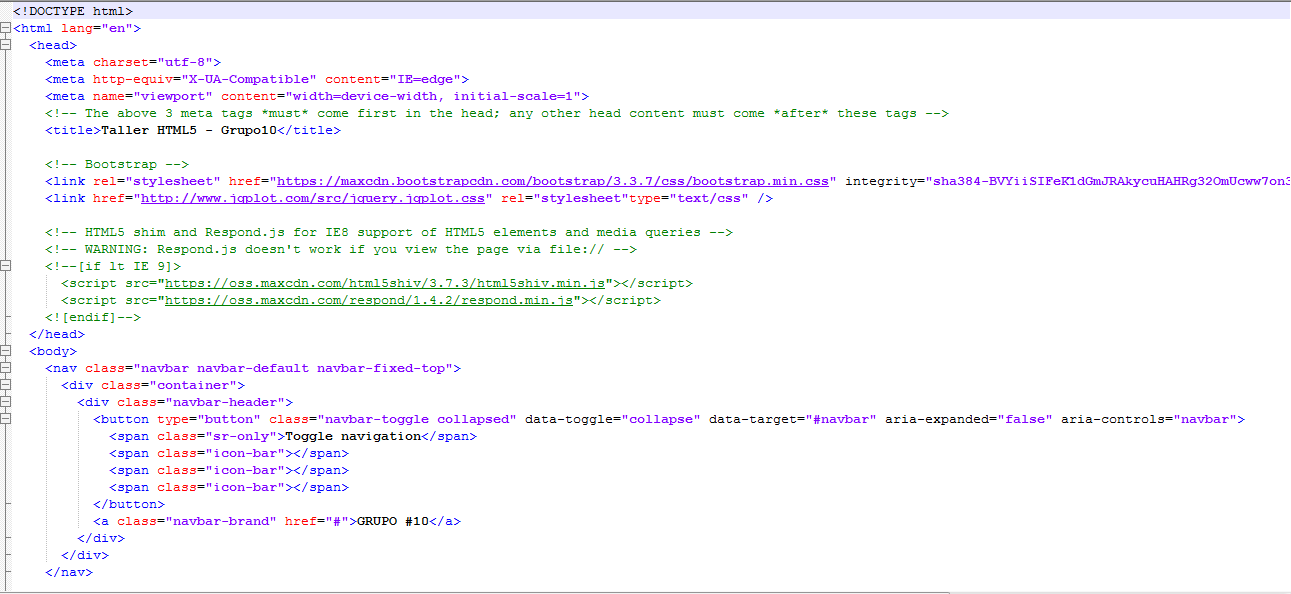 <!DOCTYPE html>
<html lang="en">
<head>
<meta charset="utf-8">
<meta http-equiv="X-UA-Compatible" content="IE=edge">
<meta name="viewport" content="width=device-width, initial-scale=1">
<!-- The above 3 meta tags *must* come first in the head; any other head content must come *after* these tags -->
<title>Taller HTML5 - Grupo10</title>
<!-- Bootstrap -->
<link rel="stylesheet" href="https://maxcdn.bootstrapcdn.com/bootstrap/3.3.7/css/bootstrap.min.css" integrity="sha384-BVYiiSIFeK1dGmJRAkycuHAHRg32OmUcww7on3
<link href="http://www.jqplot.com/src/jquery.jqplot.css" rel="stylesheet"type="text/css" />
<!-- HTML5 shim and Respond.js for IE8 support of HTML5 elements and media queries -->
<!-- WARNING: Respond.js doesn't work if you view the page via file:// -->
<!--[if lt IE 9]>
<script src="https://oss.maxcdn.com/html5shiv/3.7.3/html5shiv.min.js"></script>
<script src="https://oss.maxcdn.com/respond/1.4.2/respond.min.js"></script>
<![endif]-->
</head>
<body>
<nav class="navbar navbar-default navbar-fixed-top">
<div class="container">
<div class="navbar-header">
<button type="button" class="navbar-toggle collapsed" data-toggle="collapse" data-target="#navbar" aria-expanded="false" aria-controls="navbar">
<span class="sr-only">Toggle navigation</span>
<span class="icon-bar"></span>
<span class="icon-bar"></span>
<span class="icon-bar"></span>
</button>
<a class="navbar-brand" href="#">GRUPO #10</a>
</div>
</div>
</nav>